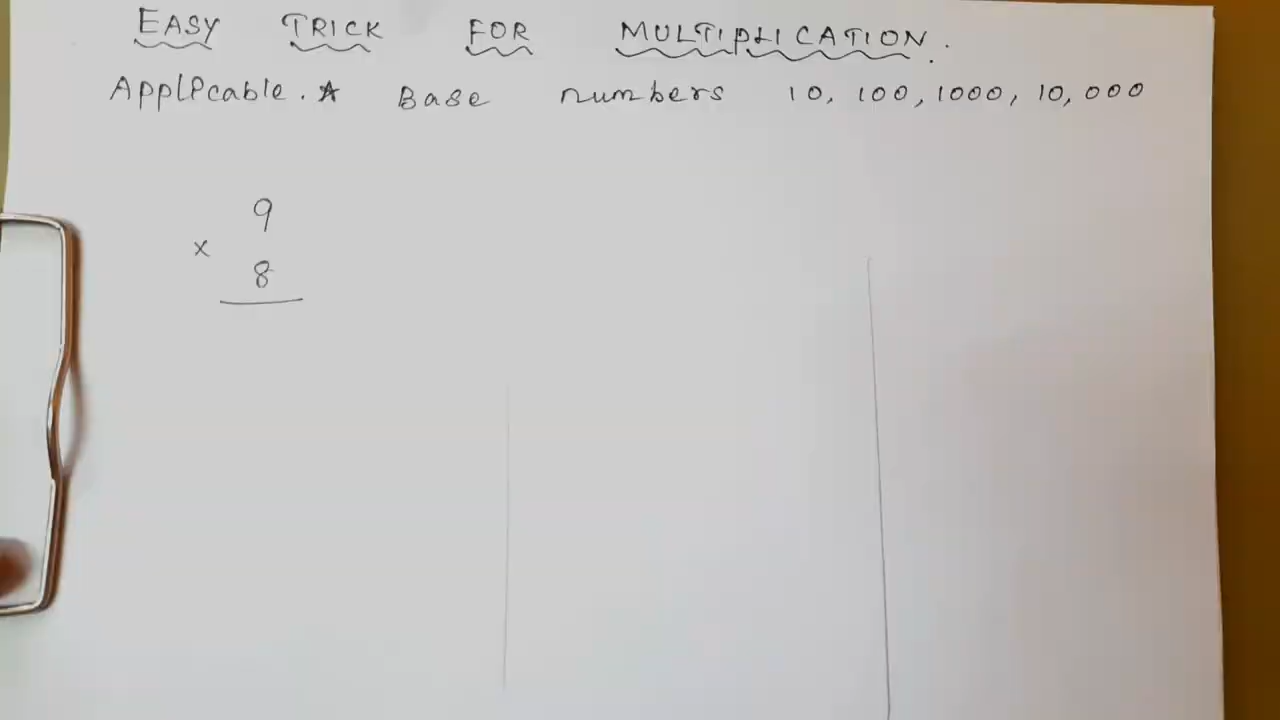 EASY TRICK FOR MULTIPLICATION.
Applicable. ★ Base numbers 10, 100, 1000, 10,000
9
×
8